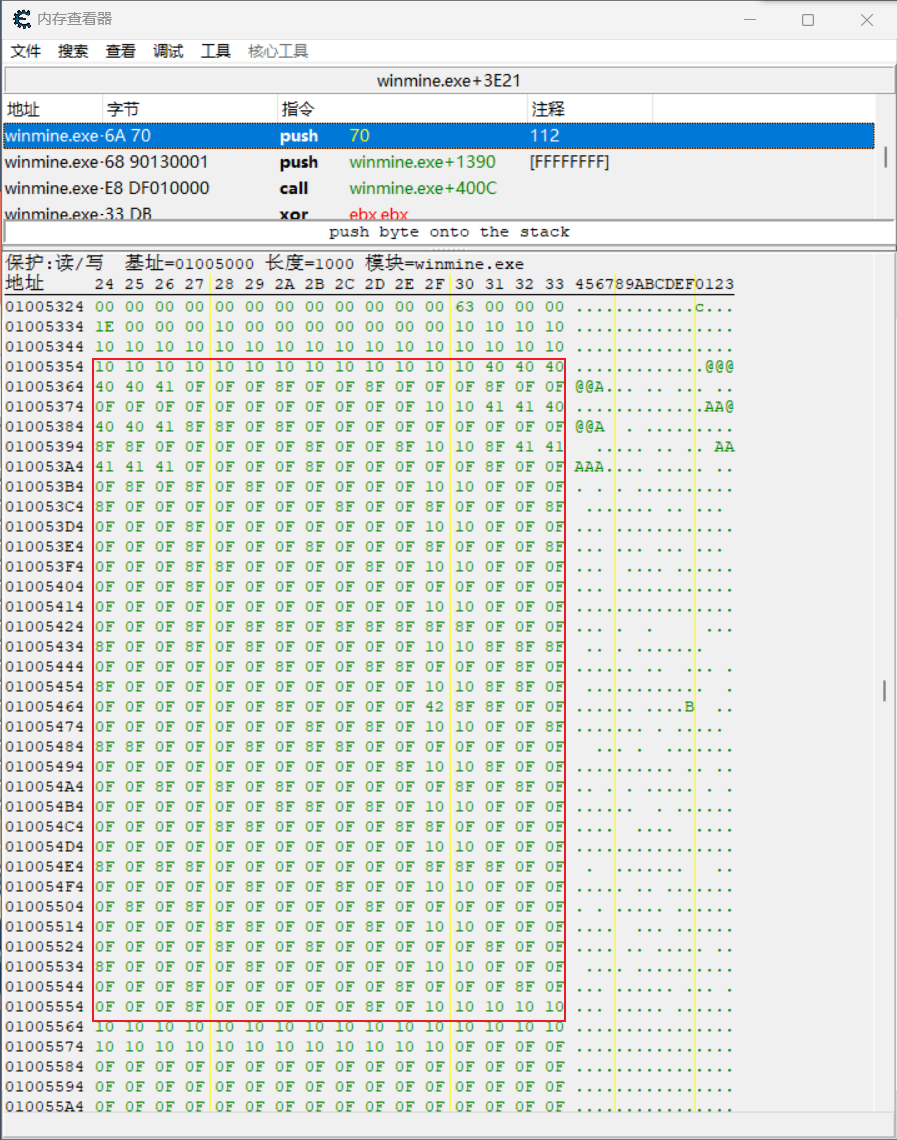 内存查看器
文件 搜索 查看 调试 工具 核心工具
winmine.exe+3E21
地址 字节 指令 注释
winmine.exe-6A 70 push 70 112
winmine.exe-68 90130001 push winmine.exe+1390 [FFFFFFFF]
winmine.exe-E8 DF010000 call winmine.exe+400C
winmine.exe-33 DB xor ebx,ebx
push byte onto the stack
保护:读/写 基址=01005000 长度=1000 模块=winmine.exe
地址 24 25 26 27 28 29 2A 2B 2C 2D 2E 2F 30 31 32 33 456789ABCDEF0123
01005324 00 00 00 00 00 00 00 00 00 00 00 00 63 00 00 00 ............c...
01005334 1E 00 00 00 10 00 00 00 00 00 00 00 10 10 10 10 ................
01005344 10 10 10 10 10 10 10 10 10 10 10 10 10 10 10 10 ................
01005354 10 10 10 10 10 10 10 10 10 10 10 10 10 40 40 40 .............@@@
01005364 40 40 41 0F 0F 0F 8F 0F 0F 8F 0F 0F 0F 8F 0F 0F @@A... .. ... ..
01005374 0F 0F 0F 0F 0F 0F 0F 0F 0F 0F 0F 10 10 41 41 40 .............AA@
01005384 40 40 41 8F 8F 0F 8F 0F 0F 0F 0F 0F 0F 0F 0F 0F @@A  . .........
01005394 8F 8F 0F 0F 0F 0F 0F 8F 0F 0F 8F 10 10 8F 41 41   ..... .. .. AA
010053A4 41 41 41 0F 0F 0F 0F 8F 0F 0F 0F 0F 0F 8F 0F 0F AAA.... ..... ..
010053B4 0F 8F 0F 8F 0F 8F 0F 0F 0F 0F 0F 10 10 0F 0F 0F . . . ..........
010053C4 8F 0F 0F 0F 0F 0F 0F 0F 8F 0F 0F 8F 0F 0F 0F 8F  ....... .. ...
010053D4 0F 0F 0F 8F 0F 0F 0F 0F 0F 0F 0F 10 10 0F 0F 0F ... ............
010053E4 0F 0F 0F 8F 0F 0F 0F 8F 0F 0F 0F 8F 0F 0F 0F 8F ... ... ... ...
010053F4 0F 0F 0F 8F 8F 0F 0F 0F 0F 8F 0F 10 10 0F 0F 0F ...  .... ......
01005404 0F 0F 0F 8F 0F 0F 0F 0F 0F 0F 0F 0F 0F 0F 0F 0F ... ............
01005414 0F 0F 0F 0F 0F 0F 0F 0F 0F 0F 0F 10 10 0F 0F 0F ................
01005424 0F 0F 0F 8F 0F 8F 8F 0F 8F 8F 8F 8F 8F 0F 0F 0F ... .  .     ...
01005434 8F 0F 0F 8F 0F 8F 0F 0F 0F 0F 0F 10 10 8F 8F 8F  .. . .......
01005444 0F 0F 0F 0F 0F 0F 8F 0F 0F 8F 8F 0F 0F 0F 8F 0F ...... ..  ... .
01005454 8F 0F 0F 0F 0F 0F 0F 0F 0F 0F 0F 10 10 8F 8F 0F  ............  .
01005464 0F 0F 0F 0F 0F 0F 8F 0F 0F 0F 0F 42 8F 8F 0F 0F ...... ....B  ..
01005474 0F 0F 0F 0F 0F 0F 0F 8F 0F 8F 0F 10 10 0F 0F 8F ....... . .....
01005484 8F 8F 0F 0F 0F 8F 0F 8F 8F 0F 0F 0F 0F 0F 0F 0F   ... .  .......
01005494 0F 0F 0F 0F 0F 0F 0F 0F 0F 0F 8F 10 10 8F 0F 0F .......... .. ..
010054A4 0F 0F 8F 0F 8F 0F 8F 0F 0F 0F 0F 0F 8F 0F 8F 0F .. . . ..... . .
010054B4 0F 0F 0F 0F 0F 0F 8F 8F 0F 8F 0F 10 10 0F 0F 0F ......  . ......
010054C4 0F 0F 0F 0F 8F 8F 0F 0F 0F 0F 8F 8F 0F 0F 0F 0F ....  ....  ....
010054D4 0F 0F 0F 0F 0F 0F 0F 0F 0F 0F 0F 10 10 0F 0F 0F ................
010054E4 8F 0F 8F 8F 0F 0F 0F 0F 0F 0F 0F 8F 8F 8F 0F 0F  .  .......   ..
010054F4 0F 0F 0F 0F 0F 8F 0F 0F 8F 0F 0F 10 10 0F 0F 0F ..... .. .......
01005504 0F 8F 0F 8F 0F 0F 0F 0F 0F 8F 0F 0F 0F 0F 0F 0F . . ..... ......
01005514 0F 0F 0F 0F 8F 8F 0F 0F 0F 8F 0F 10 10 0F 0F 0F ....  ... ......
01005524 0F 0F 0F 0F 8F 0F 0F 8F 0F 0F 0F 0F 0F 8F 0F 0F .... .. ..... ..
01005534 8F 0F 0F 0F 0F 8F 0F 0F 0F 0F 0F 10 10 0F 0F 0F  .... ..........
01005544 0F 0F 0F 8F 0F 0F 0F 0F 0F 0F 8F 0F 0F 0F 8F 0F ... ...... ... .
01005554 0F 0F 0F 8F 0F 0F 0F 0F 0F 8F 0F 10 10 10 10 10 ... ..... ......
01005564 10 10 10 10 10 10 10 10 10 10 10 10 10 10 10 10 ................
01005574 10 10 10 10 10 10 10 10 10 10 10 10 0F 0F 0F 0F ................
01005584 0F 0F 0F 0F 0F 0F 0F 0F 0F 0F 0F 0F 0F 0F 0F 0F ................
01005594 0F 0F 0F 0F 0F 0F 0F 0F 0F 0F 0F 0F 0F 0F 0F 0F ................
010055A4 0F 0F 0F 0F 0F 0F 0F 0F 0F 0F 0F 0F 0F 0F 0F 0F ................